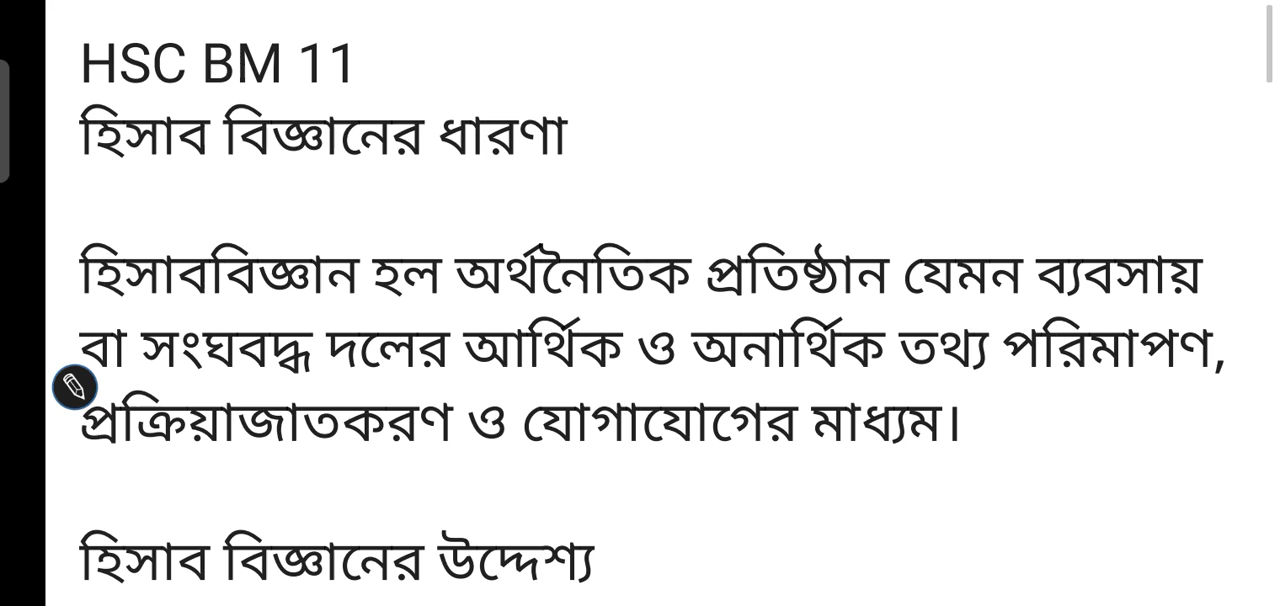 HSC BM 11
হিসাব বিজ্ঞানের ধারণা
হিসাববিজ্ঞান হল অর্থনৈতিক প্রতিষ্ঠান যেমন ব্যবসায়
বা সংঘবদ্ধ দলের আর্থিক ও অনার্থিক তথ্য পরিমাপণ,
প্রক্রিয়াজাতকরণ ও যোগাযোগের মাধ্যম।
হিসাব বিজ্ঞানের উদ্দেশ্য